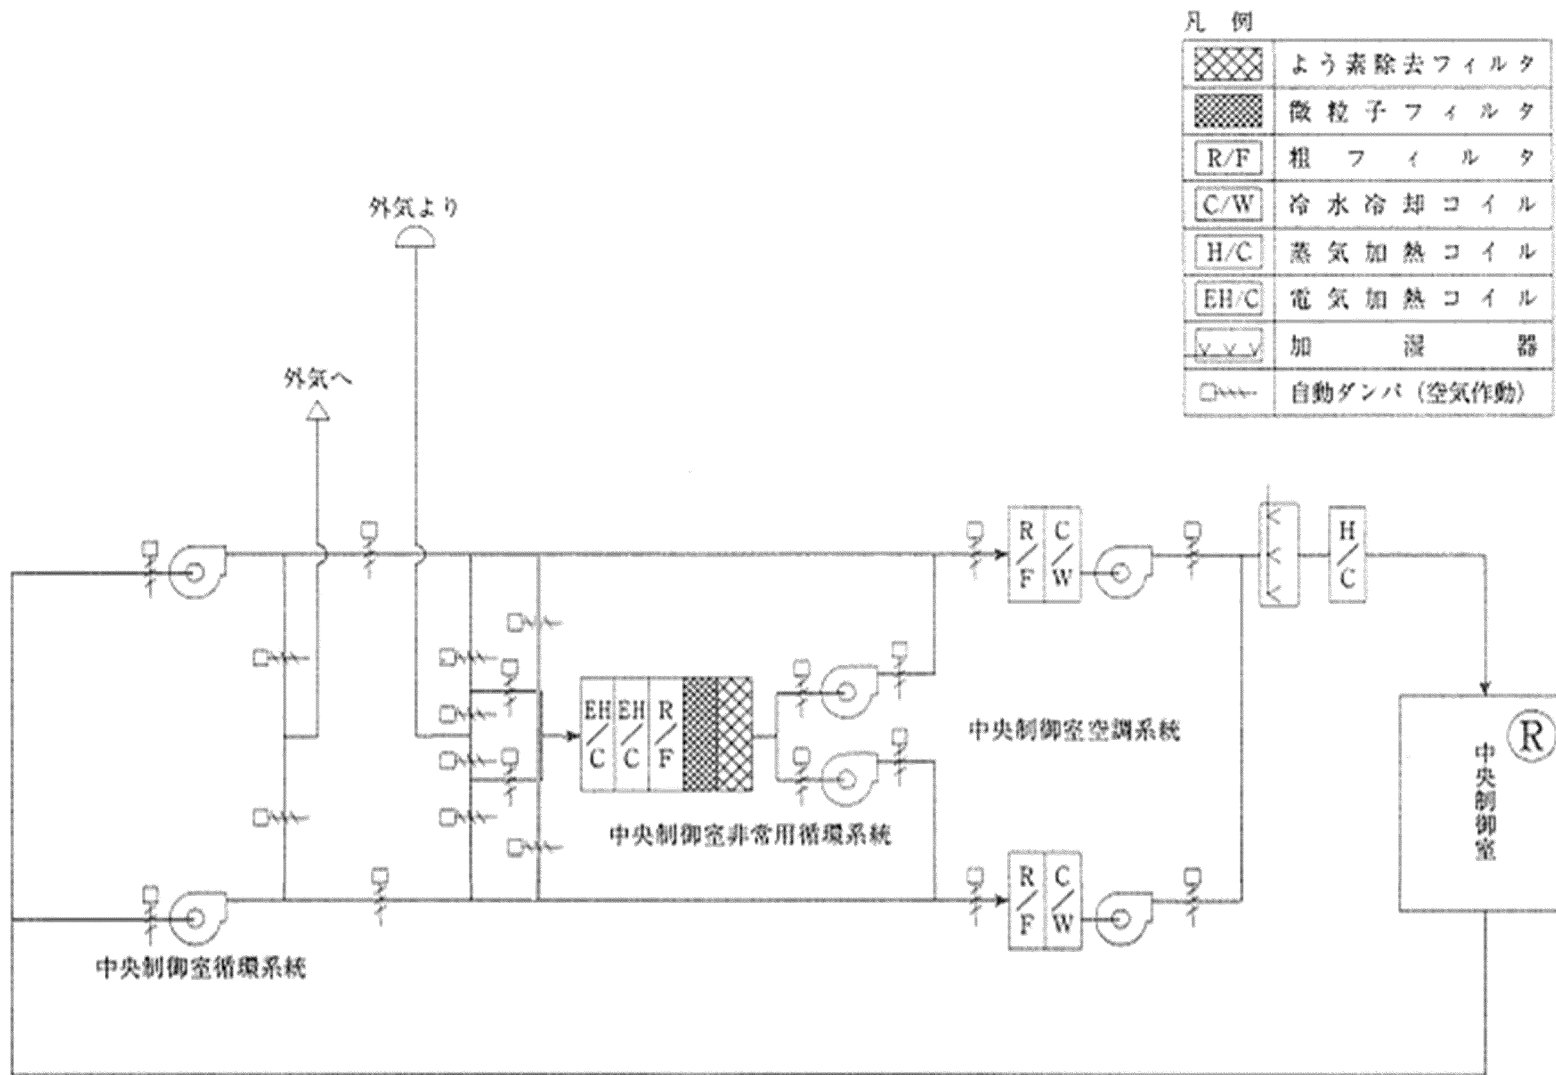 凡例
よう素除去フィルタ
微粒子フィルタ
R/F 粗フィルタ
C/W 冷水冷却コイル
H/C 蒸気加熱コイル
EH/C 電気加熱コイル
加湿器
自動ダンパ(空気作動)
外気より
外気へ
R/F C/W
H/C
EH/C EH/C R/F
中央制御室空調系統
R
中央制御室
中央制御室非常用循環系統
R/F C/W
中央制御室循環系統